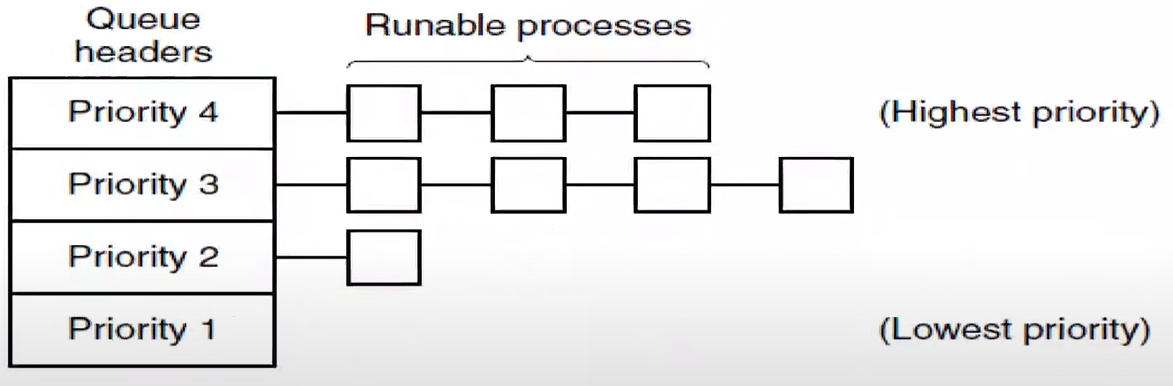 Queue
headers
Runable processes
Priority 4
(Highest priority)
Priority 3
Priority 2
Priority 1
(Lowest priority)